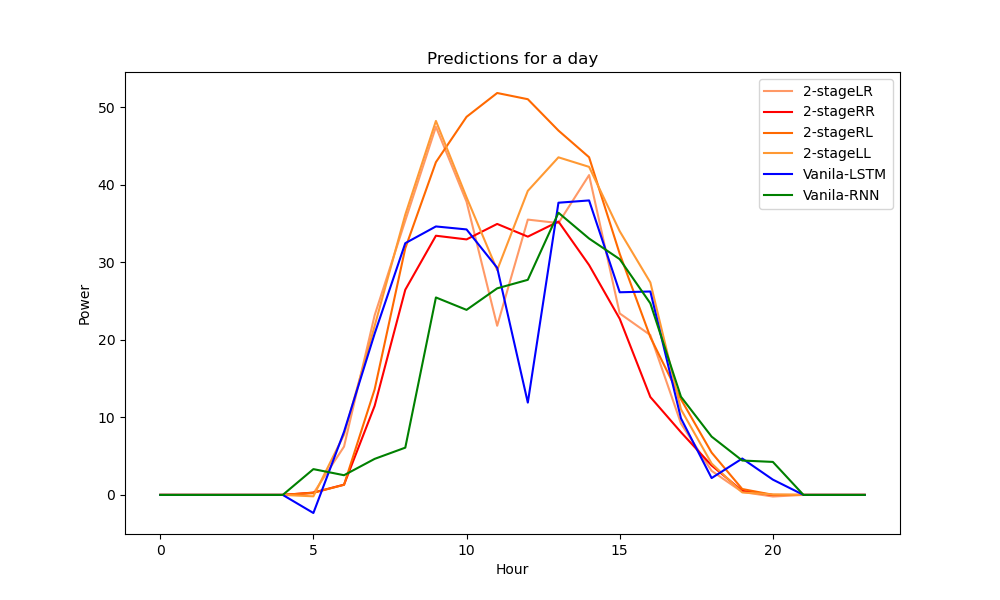 Predictions for a day
2-stageLR
2-stageRR
2-stageRL
2-stageLL
Vanila-LSTM
Vanila-RNN
Power
50
40
30
20
10
0
0 5 10 15 20
Hour